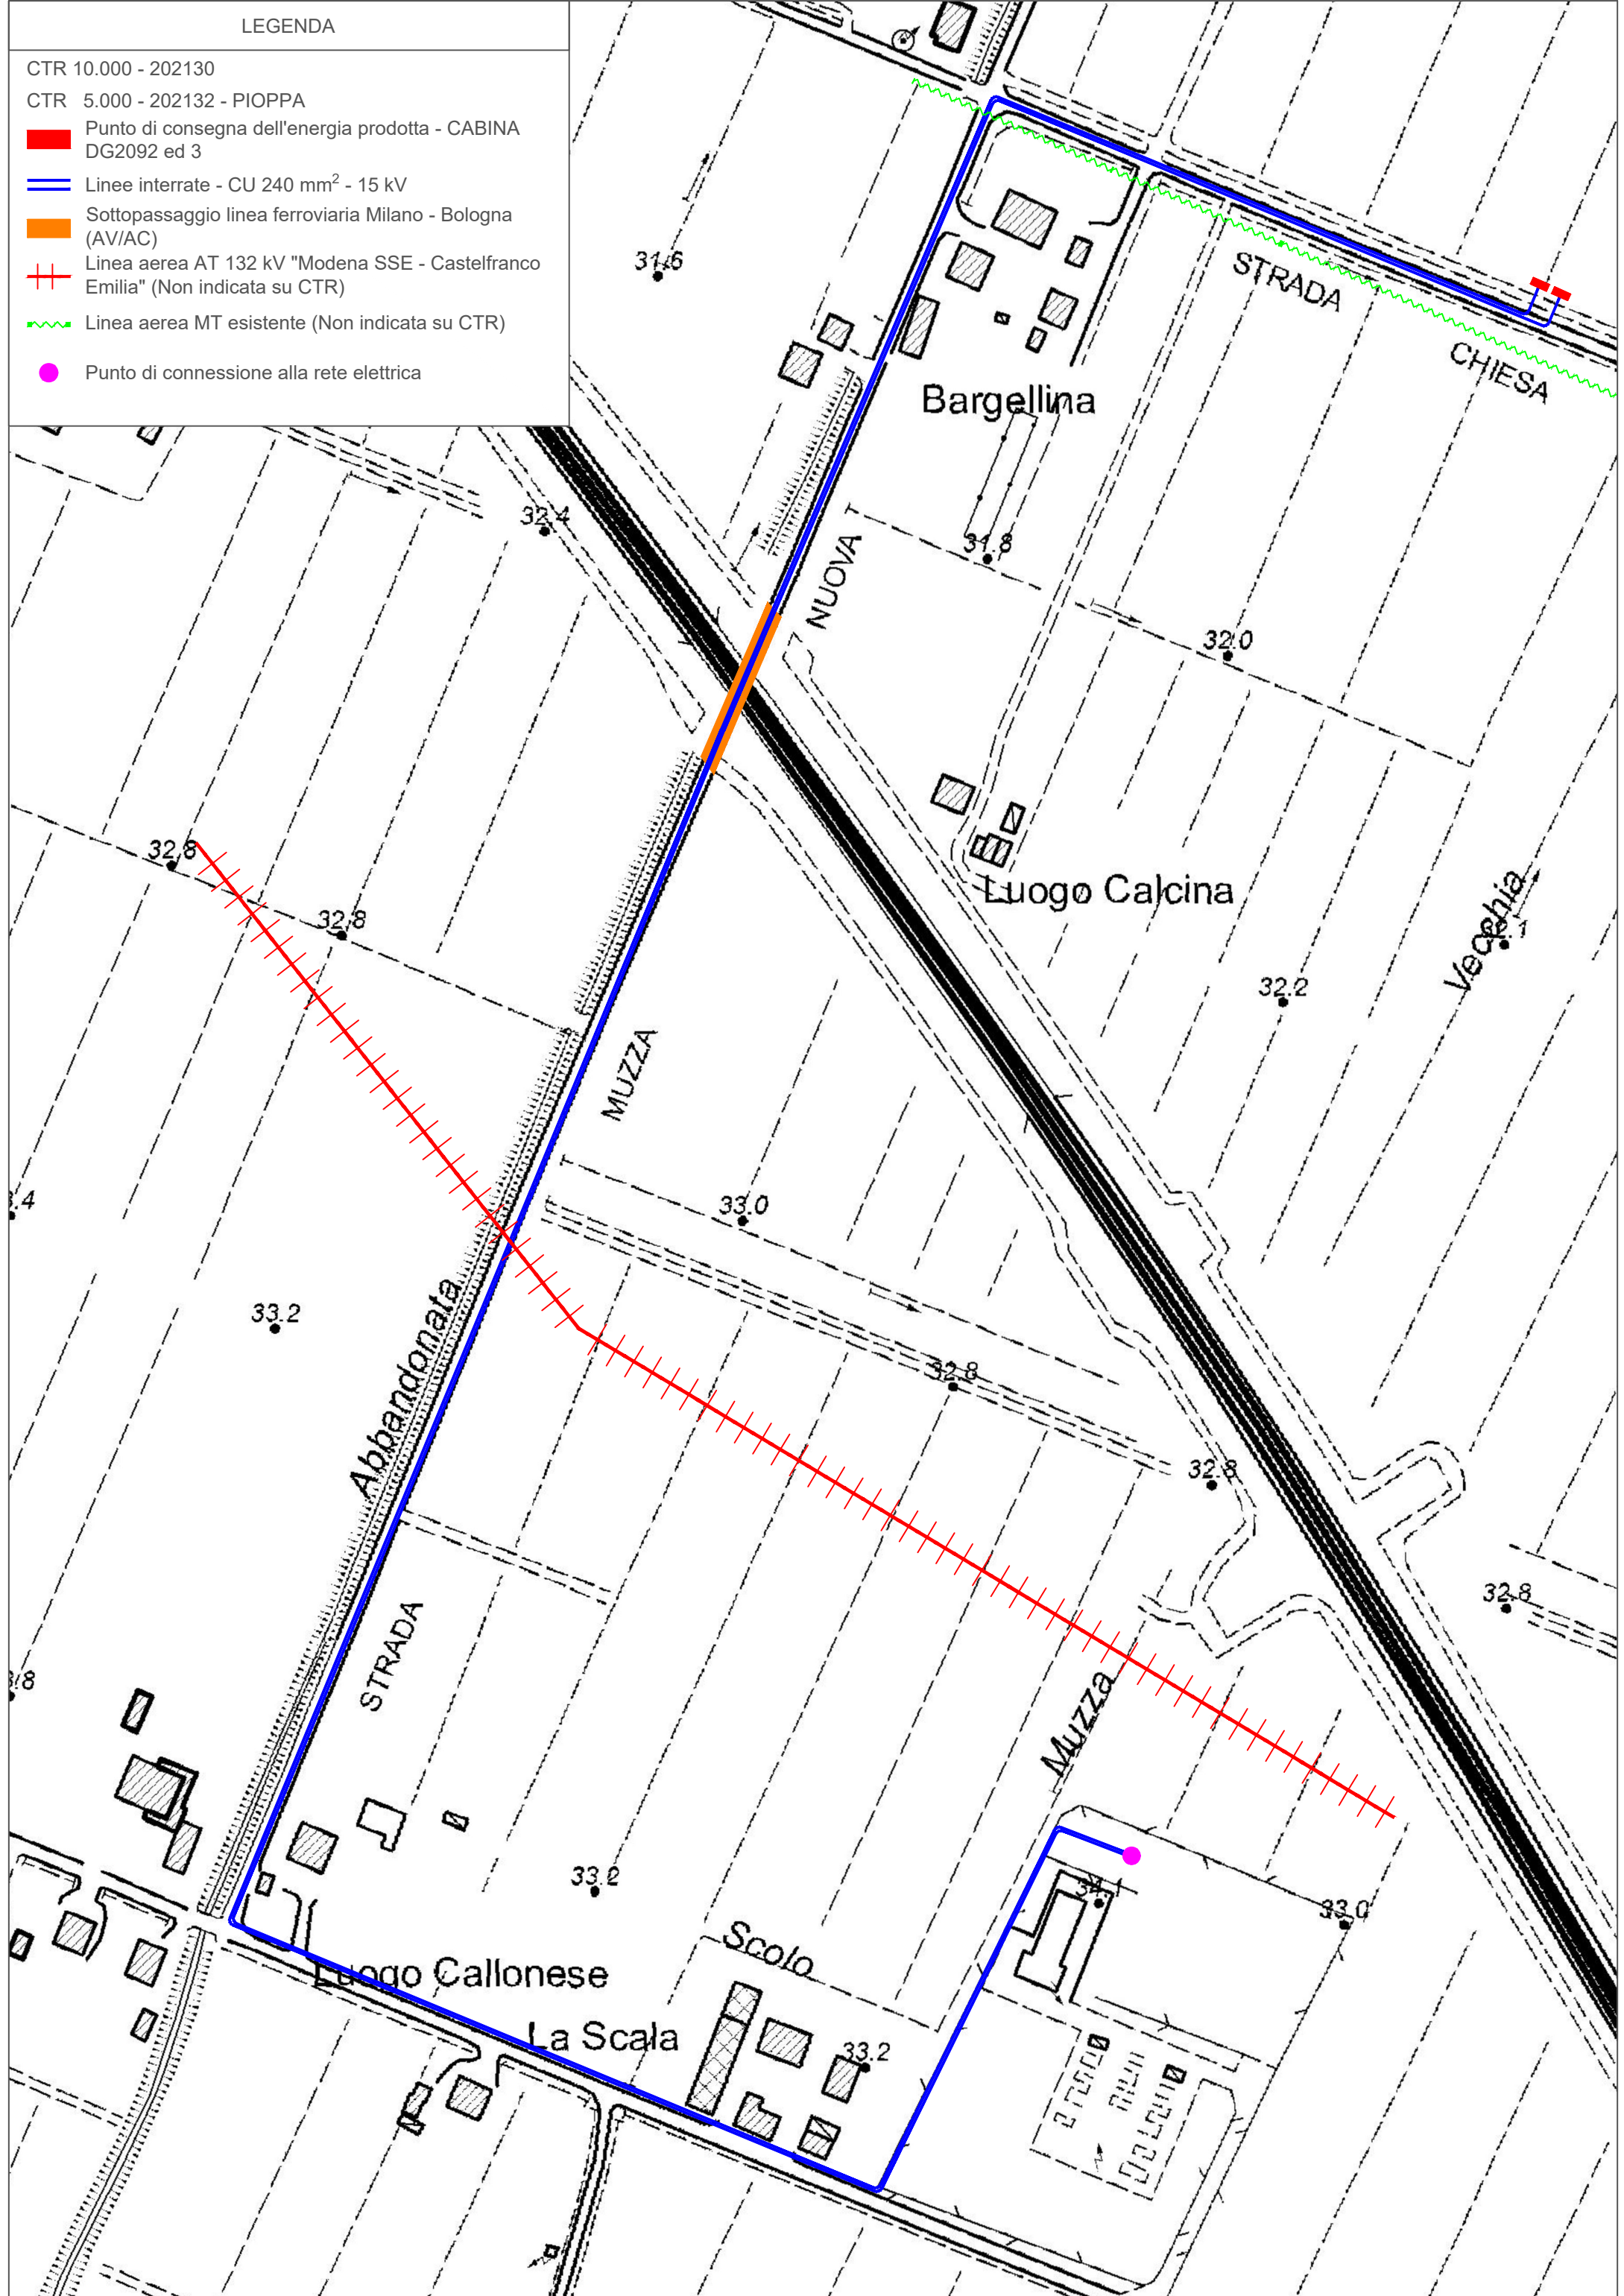 LEGENDA
CTR 10.000 - 202130
CTR 5.000 - 202132 - PIOPPA
Punto di consegna dell'energia prodotta - CABINA
DG2092 ed 3
Linee interrate - CU 240 mm² - 15 kV
Sottopassaggio linea ferroviaria Milano - Bologna
(AV/AC)
Linea aerea AT 132 kV "Modena SSE - Castelfranco
Emilia" (Non indicata su CTR)
Linea aerea MT esistente (Non indicata su CTR)
Punto di connessione alla rete elettrica
31.6
STRADA
CHIESA
Bargellina
32.4
31.8
NUOVA
32.0
32.8
Luogo Calcina
Vecchia
32.8
32.2
MUZZA
33.0
33.2
Abbandonata
32.8
32.8
32.8
STRADA
Muzza
33.2
34.1
33.0
Scolo
Luogo Callonese
La Scala
33.2